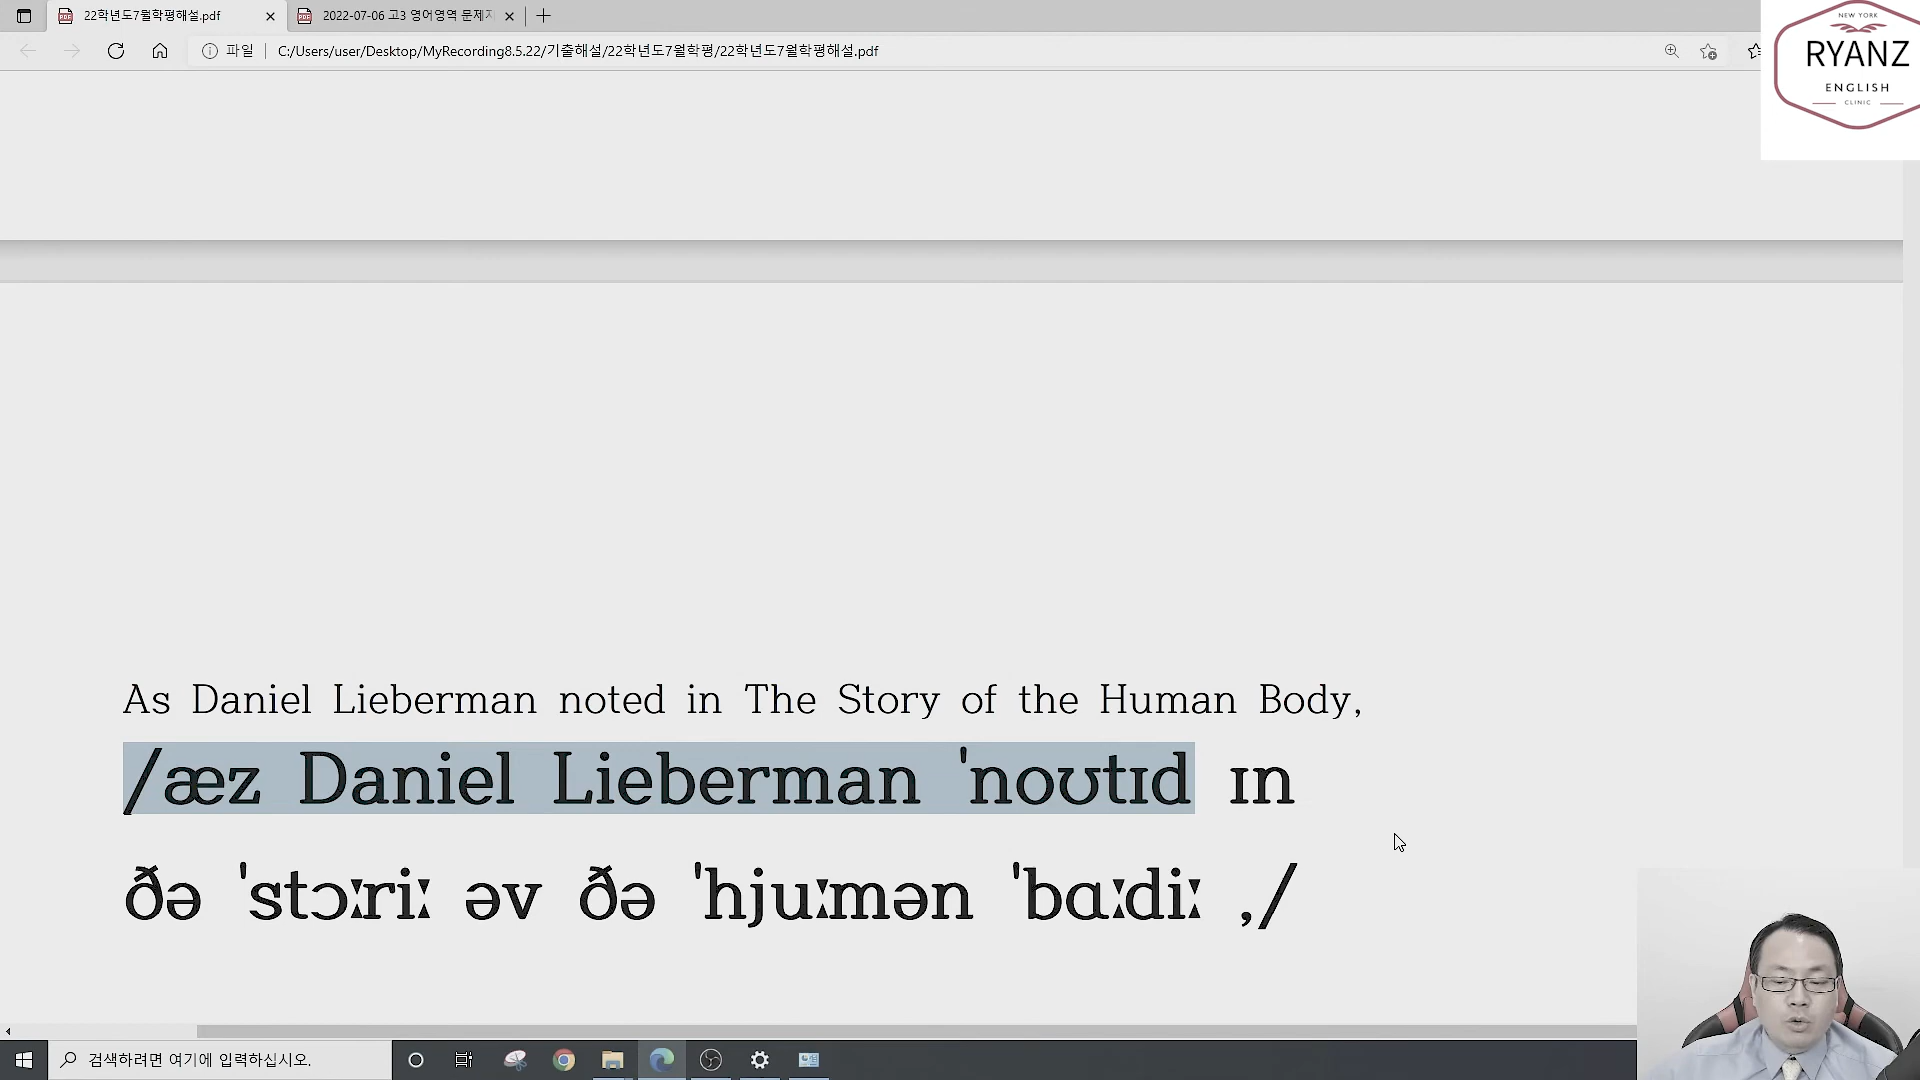 22학년도7월학평해설.pdf
2022-07-06 고3 영어영역 문제지
파일
C:/Users/user/Desktop/MyRecording8.5.22/기출해설/22학년도7월학평/22학년도7월학평해설.pdf
NEW YORK
RYANZ
ENGLISH
CLINIC
As Daniel Lieberman noted in The Story of the Human Body,
/æz Daniel Lieberman ˈnoʊtɪd ɪn
ðə ˈstɔːriː əv ðə ˈhjuːmən ˈbɑːdiː ,/
검색하려면 여기에 입력하십시오.